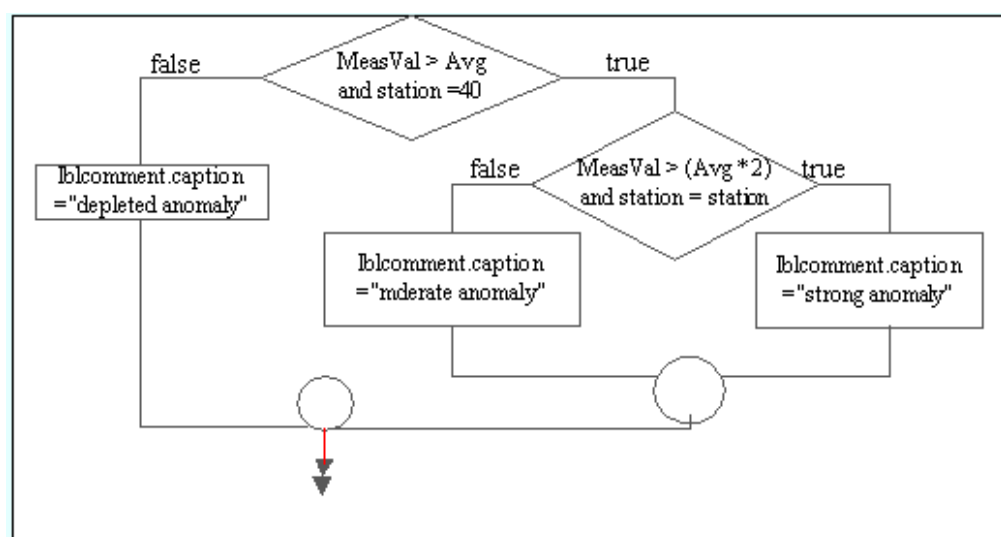 MeasVal > Avg
and station =40
false
true
MeasVal > (Avg *2)
and station = station
false
true
lblcomment.caption
="depleted anomaly"
lblcomment.caption
="mderate anomaly"
lblcomment.caption
="strong anomaly"